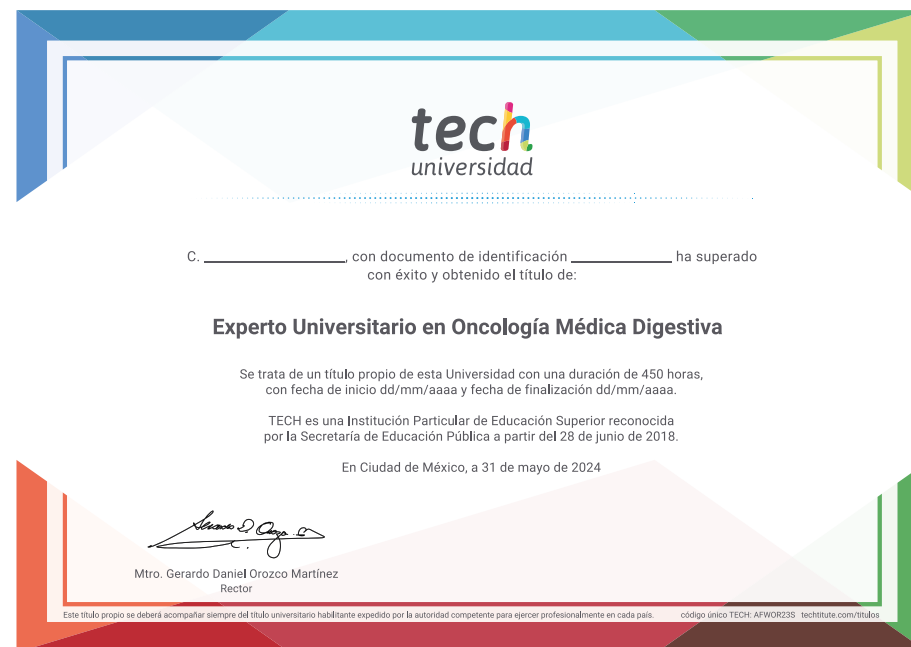 tech
universidad
C. ____________, con documento de identificación ____________ ha superado
con éxito y obtenido el título de:
Experto Universitario en Oncología Médica Digestiva
Se trata de un título propio de esta Universidad con una duración de 450 horas,
con fecha de inicio dd/mm/aaaa y fecha de finalización dd/mm/aaaa.
TECH es una Institución Particular de Educación Superior reconocida
por la Secretaría de Educación Pública a partir del 28 de junio de 2018.
En Ciudad de México, a 31 de mayo de 2024
Mtro. Gerardo Daniel Orozco Martínez
Rector
Este título propio se deberá acompañar siempre del título universitario habilitante expedido por la autoridad competente para ejercer profesionalmente en cada país. código único TECH: AFWOR23S techtitute.com/titulos